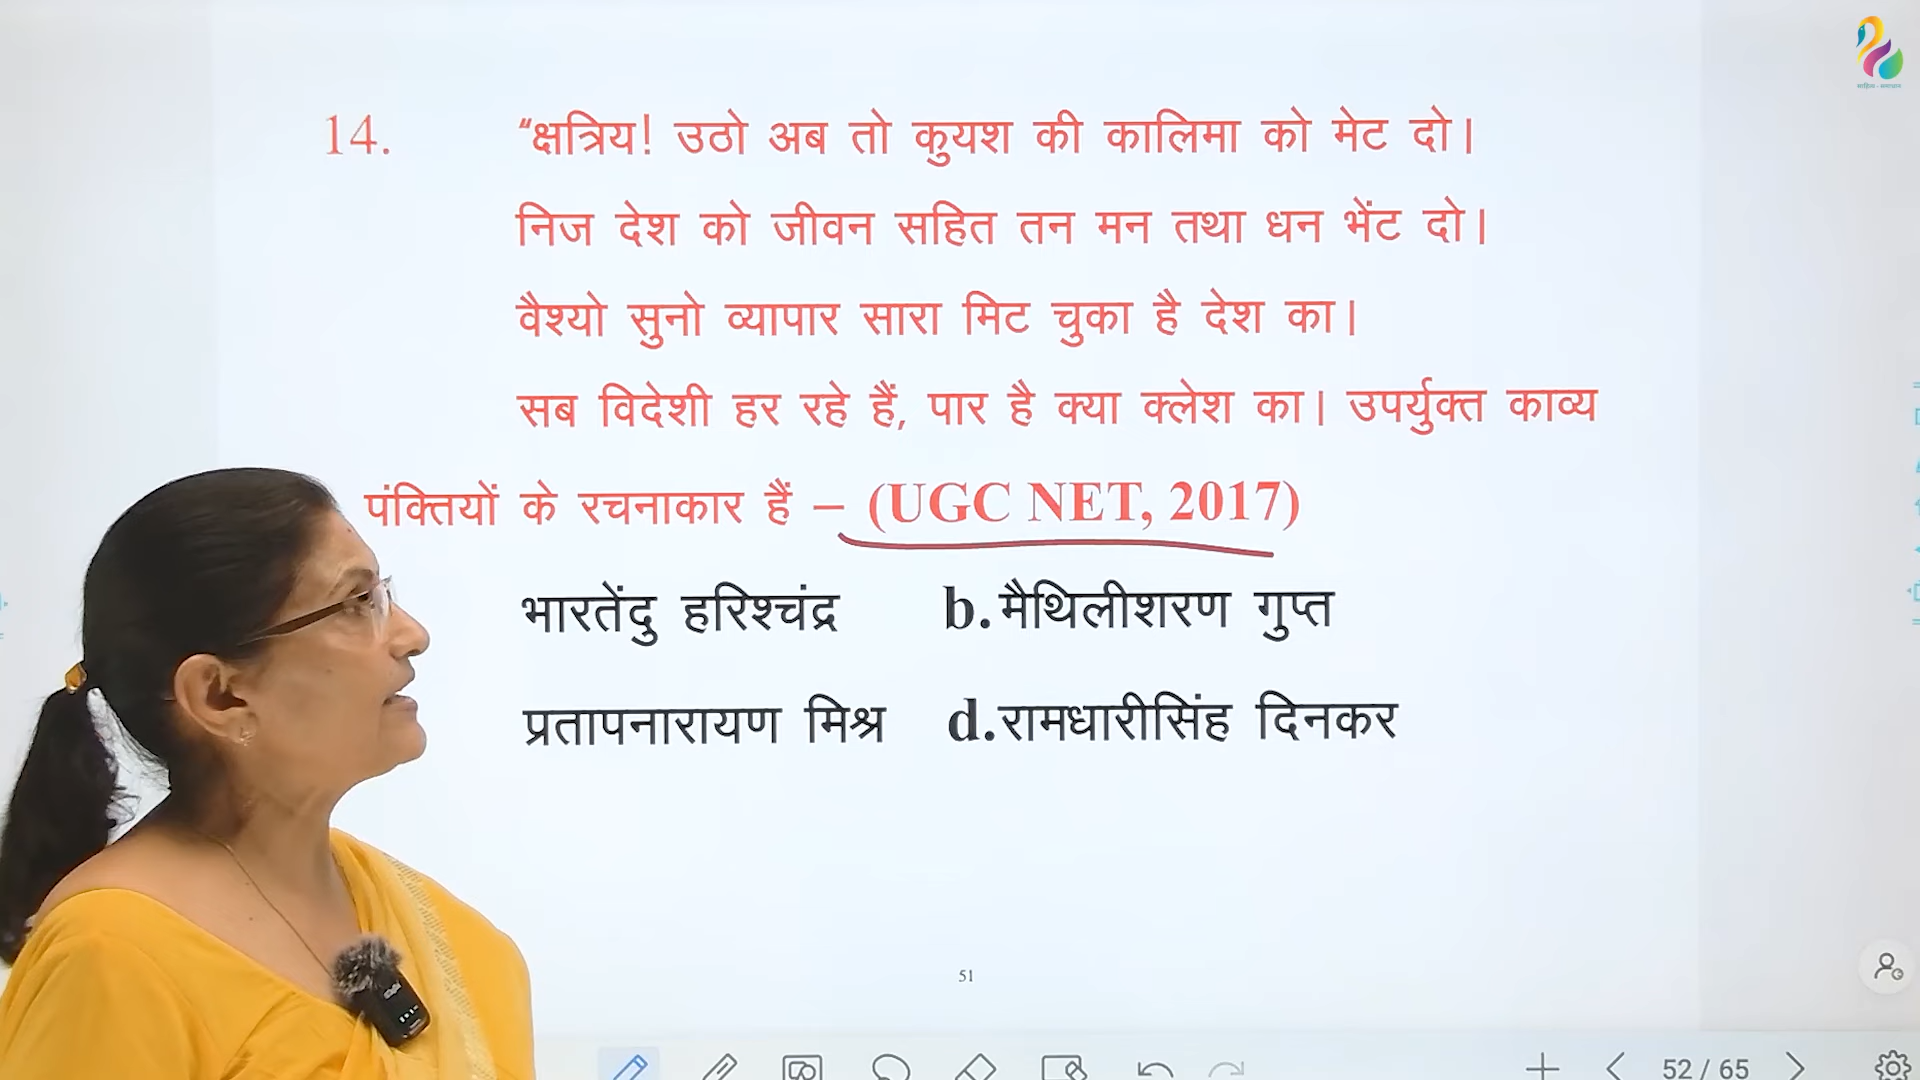 14. “क्षत्रिय! उठो अब तो कुयश की कालिमा को मेट दो।
निज देश को जीवन सहित तन मन तथा धन भेंट दो।
वैश्यो सुनो व्यापार सारा मिट चुका है देश का।
सब विदेशी हर रहे हैं, पार है क्या क्लेश का। उपर्युक्त काव्य
पंक्तियों के रचनाकार हैं – (UGC NET, 2017)
भारतेंदु हरिश्चंद्र b. मैथिलीशरण गुप्त
प्रतापनारायण मिश्र d. रामधारीसिंह दिनकर
51
52 / 65